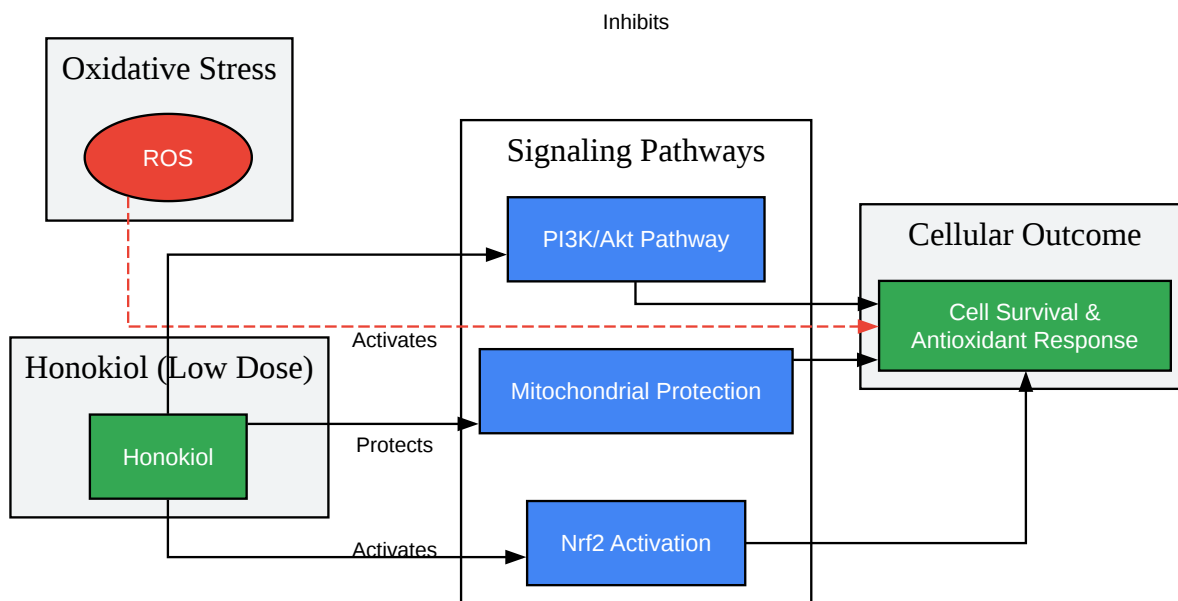 Inhibits
Oxidative Stress
ROS
Signaling Pathways
PI3K/Akt Pathway
Cellular Outcome
Cell Survival &
Antioxidant Response
Activates
Honokiol (Low Dose)
Mitochondrial Protection
Honokiol
Protects
Activates
Nrf2 Activation